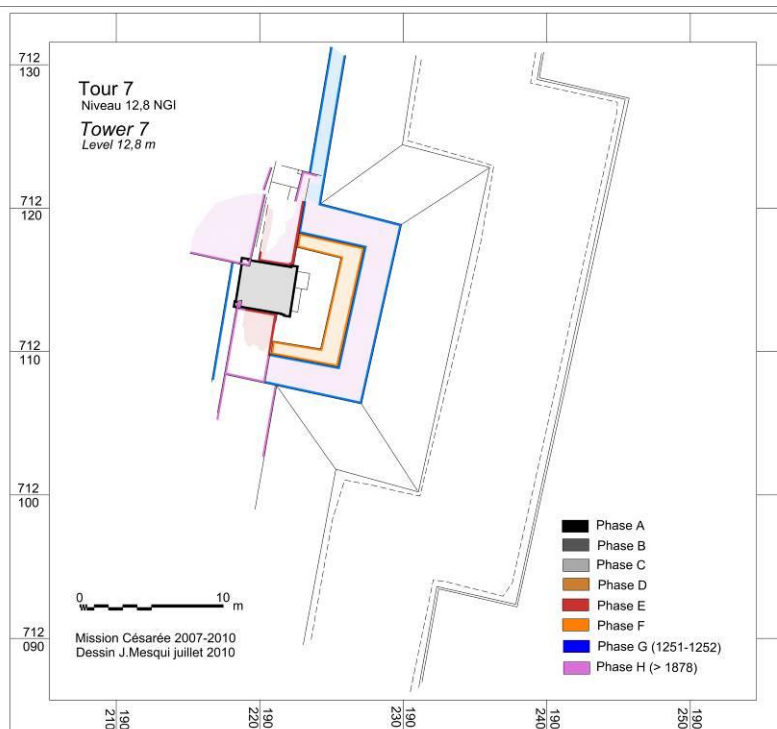 712
130
Tour 7
Niveau 12,8 NGI
Tower 7
Level 12,8 m
712
120
712
110
712
100
712
090
Phase A
Phase B
Phase C
Phase D
Phase E
Phase F
Phase G (1251-1252)
Phase H (> 1878)
0 10 m
Mission Césarée 2007-2010
Dessin J.Mesqui juillet 2010
190
210
190
220
190
230
190
240
190
250